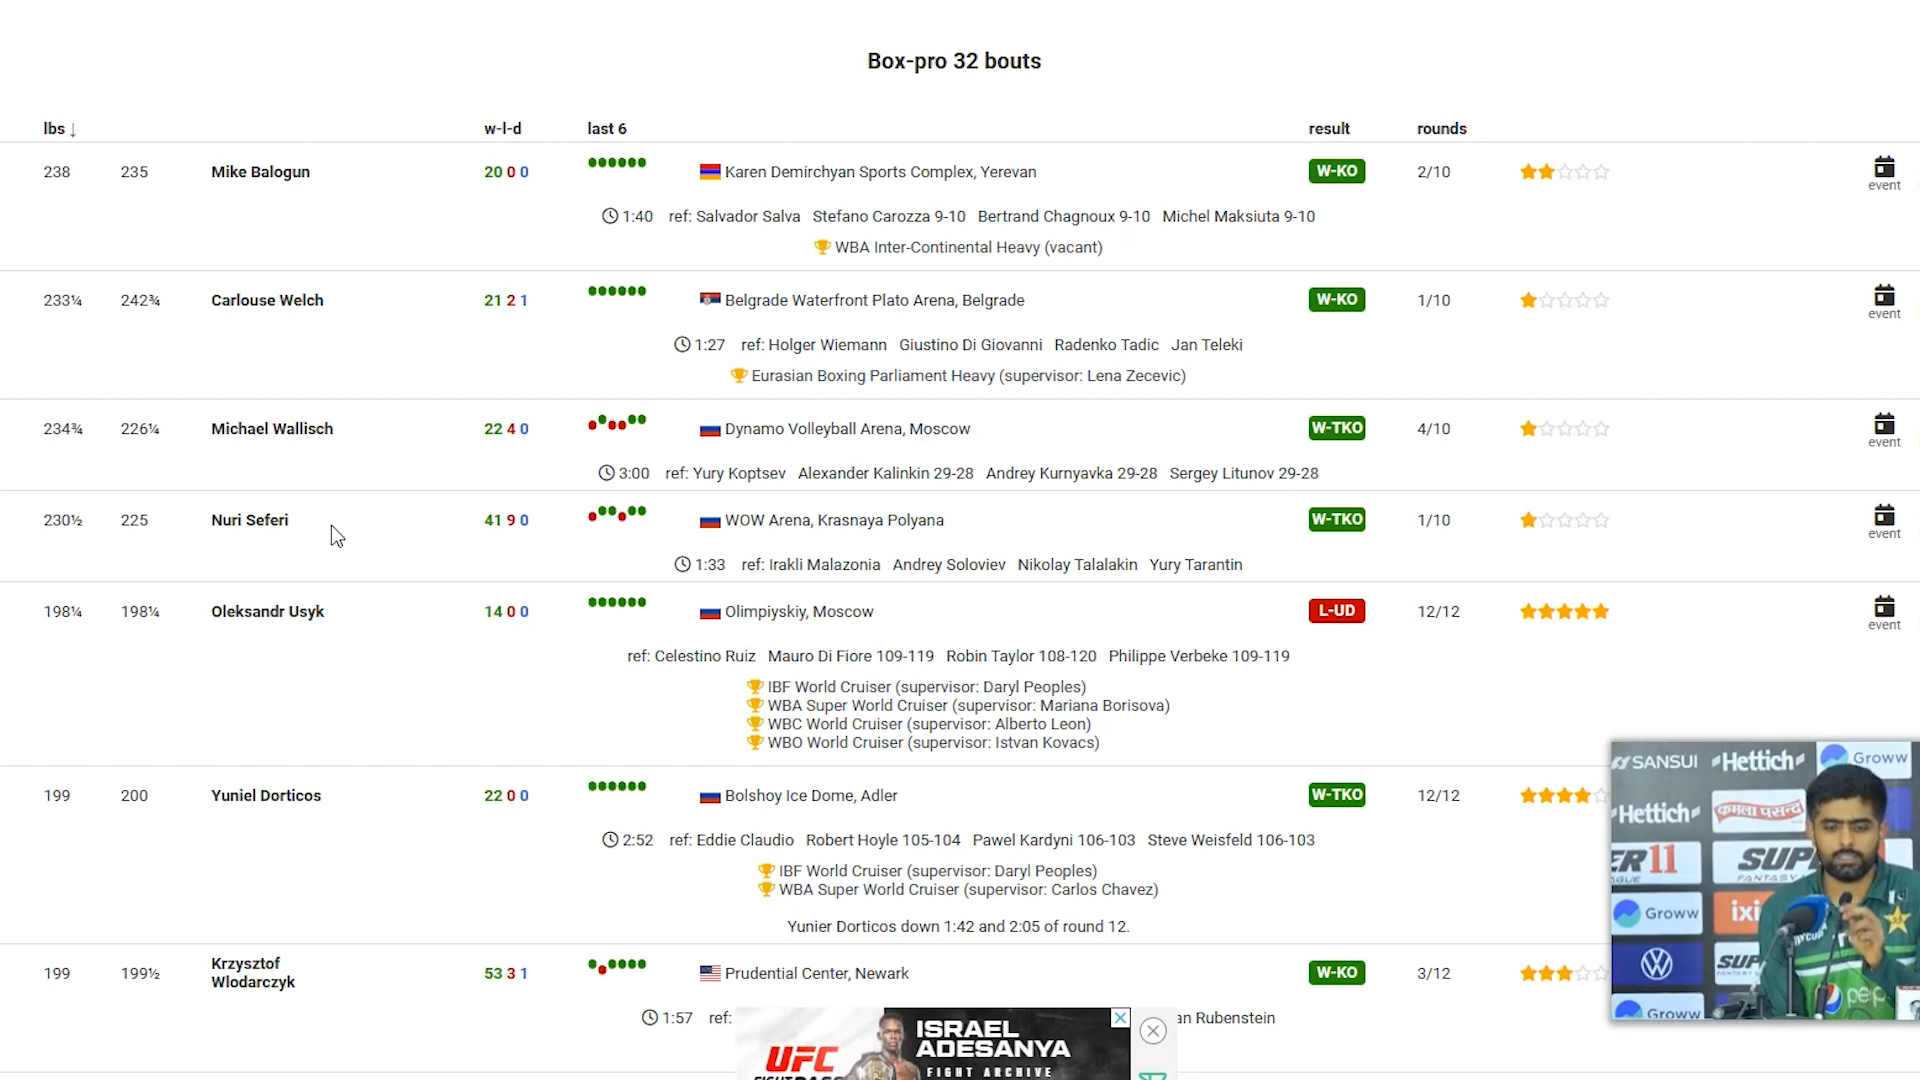 Box-pro 32 bouts
lbs ↓ w-l-d last 6 result rounds
238 235 Mike Balogun 20 0 0 Karen Demirchyan Sports Complex, Yerevan W-KO 2/10 event
1:40 ref: Salvador Salva Stefano Carozza 9-10 Bertrand Chagnoux 9-10 Michel Maksiuta 9-10
WBA Inter-Continental Heavy (vacant)
233¼ 242¾ Carlouse Welch 21 2 1 Belgrade Waterfront Plato Arena, Belgrade W-KO 1/10 event
1:27 ref: Holger Wiemann Giustino Di Giovanni Radenko Tadic Jan Teleki
Eurasian Boxing Parliament Heavy (supervisor: Lena Zecevic)
234¾ 226¼ Michael Wallisch 22 4 0 Dynamo Volleyball Arena, Moscow W-TKO 4/10 event
3:00 ref: Yury Koptsev Alexander Kalinkin 29-28 Andrey Kurnyavka 29-28 Sergey Litunov 29-28
230½ 225 Nuri Seferi 41 9 0 WOW Arena, Krasnaya Polyana W-TKO 1/10 event
1:33 ref: Irakli Malazonia Andrey Soloviev Nikolay Talalakin Yury Tarantin
198¼ 198¼ Oleksandr Usyk 14 0 0 Olimpiyskiy, Moscow L-UD 12/12 event
ref: Celestino Ruiz Mauro Di Fiore 109-119 Robin Taylor 108-120 Philippe Verbeke 109-119
IBF World Cruiser (supervisor: Daryl Peoples)
WBA Super World Cruiser (supervisor: Mariana Borisova)
WBC World Cruiser (supervisor: Alberto Leon)
WBO World Cruiser (supervisor: Istvan Kovacs)
199 200 Yuniel Dorticos 22 0 0 Bolshoy Ice Dome, Adler W-TKO 12/12
2:52 ref: Eddie Claudio Robert Hoyle 105-104 Pawel Kardyni 106-103 Steve Weisfeld 106-103
IBF World Cruiser (supervisor: Daryl Peoples)
WBA Super World Cruiser (supervisor: Carlos Chavez)
Yunier Dorticos down 1:42 and 2:05 of round 12.
199 199½ Krzysztof Wlodarczyk 53 3 1 Prudential Center, Newark W-KO 3/12
1:57 ref: an Rubenstein
UFC
ISRAEL
ADESANYA
FIGHT ARCHIVE
SANSUI Hettich Groww
Hettich कमला पसन्द
ER 11 SUP
Groww ixi
SUP
pepsi
Groww